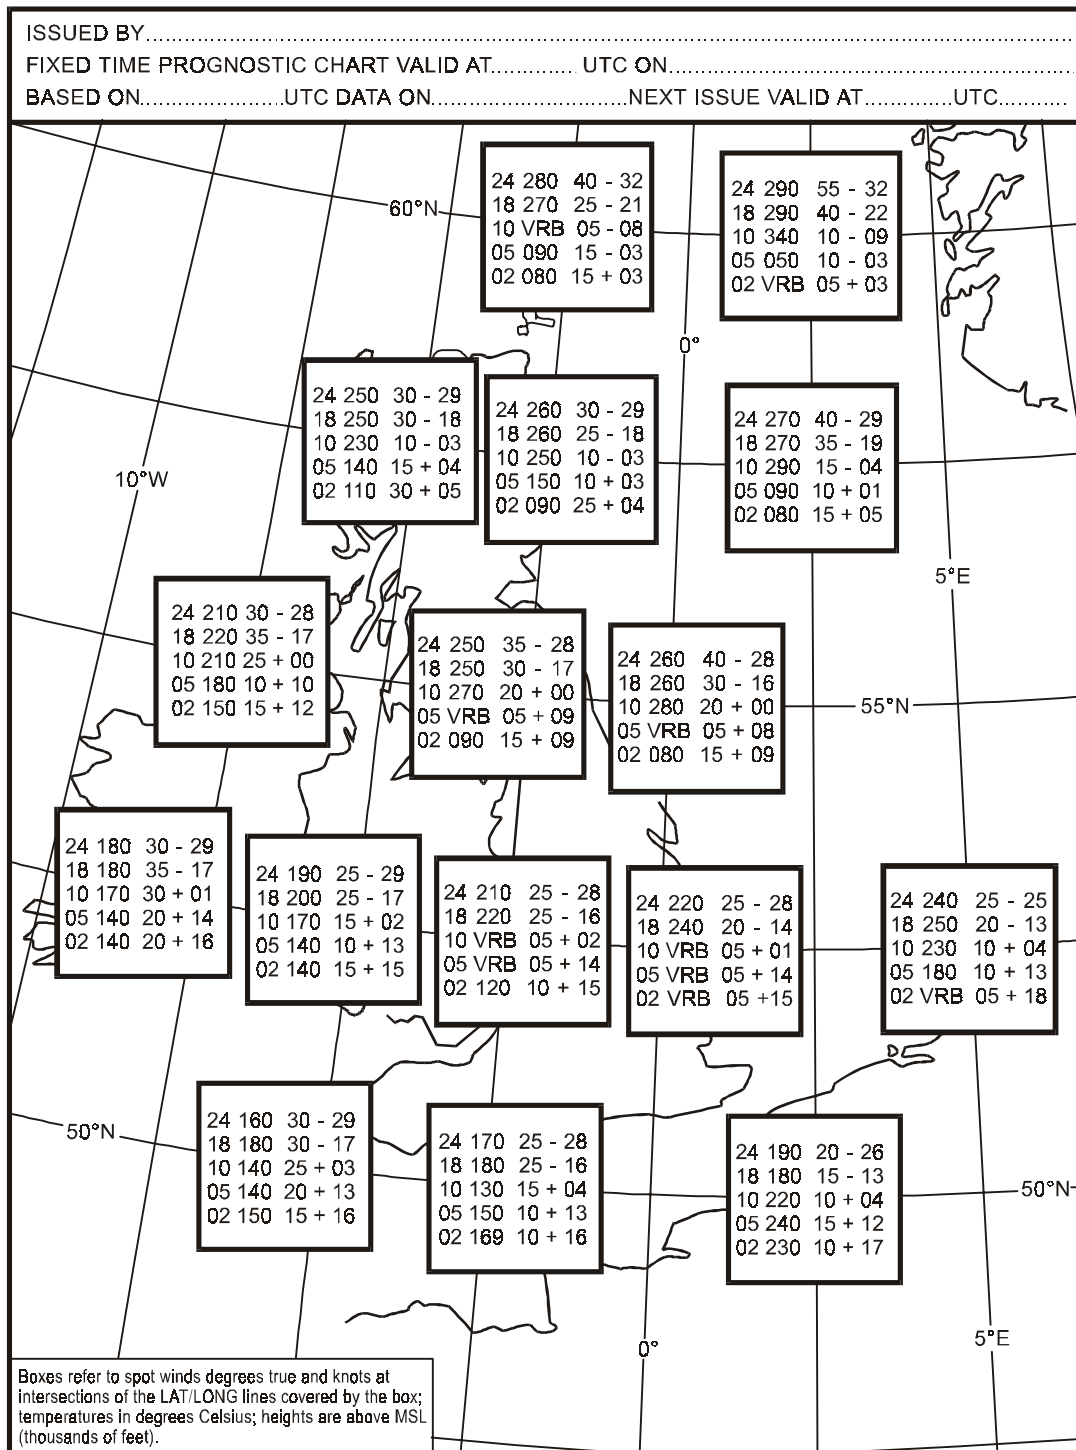 ISSUED BY..........................................................................
FIXED TIME PROGNOSTIC CHART VALID AT............ UTC ON..........................................
BASED ON....................UTC DATA ON............................NEXT ISSUE VALID AT............UTC.........
24 280 40 - 32
18 270 25 - 21
10 VRB 05 - 08
05 090 15 - 03
02 080 15 + 03
24 290 55 - 32
18 290 40 - 22
10 340 10 - 09
05 050 10 - 03
02 VRB 05 + 03
60°N
0°
24 250 30 - 29
18 250 30 - 18
10 230 10 - 03
05 140 15 + 04
02 110 30 + 05
24 260 30 - 29
18 260 25 - 18
10 250 10 - 03
05 150 10 + 03
02 090 25 + 04
24 270 40 - 29
18 270 35 - 19
10 290 15 - 04
05 090 10 + 01
02 080 15 + 05
10°W
5°E
24 210 30 - 28
18 220 35 - 17
10 210 25 + 00
05 180 10 + 10
02 150 15 + 12
24 250 35 - 28
18 250 30 - 17
10 270 20 + 00
05 VRB 05 + 09
02 090 15 + 09
24 260 40 - 28
18 260 30 - 16
10 280 20 + 00
05 VRB 05 + 08
02 080 15 + 09
55°N
24 180 30 - 29
18 180 35 - 17
10 170 30 + 01
05 140 20 + 14
02 140 20 + 16
24 190 25 - 29
18 200 25 - 17
10 170 15 + 02
05 140 10 + 13
02 140 15 + 15
24 210 25 - 28
18 220 25 - 16
10 VRB 05 + 02
05 VRB 05 + 14
02 120 10 + 15
24 220 25 - 28
18 240 20 - 14
10 VRB 05 + 01
05 VRB 05 + 14
02 VRB 05 +15
24 240 25 - 25
18 250 20 - 13
10 230 10 + 04
05 180 10 + 13
02 VRB 05 + 18
50°N
24 160 30 - 29
18 180 30 - 17
10 140 25 + 03
05 140 20 + 13
02 150 15 + 16
24 170 25 - 28
18 180 25 - 16
10 130 15 + 04
05 150 10 + 13
02 169 10 + 16
24 190 20 - 26
18 180 15 - 13
10 220 10 + 04
05 240 15 + 12
02 230 10 + 17
50°N
0°
5°E
Boxes refer to spot winds degrees true and knots at
intersections of the LAT/LONG lines covered by the box;
temperatures in degrees Celsius; heights are above MSL
(thousands of feet).